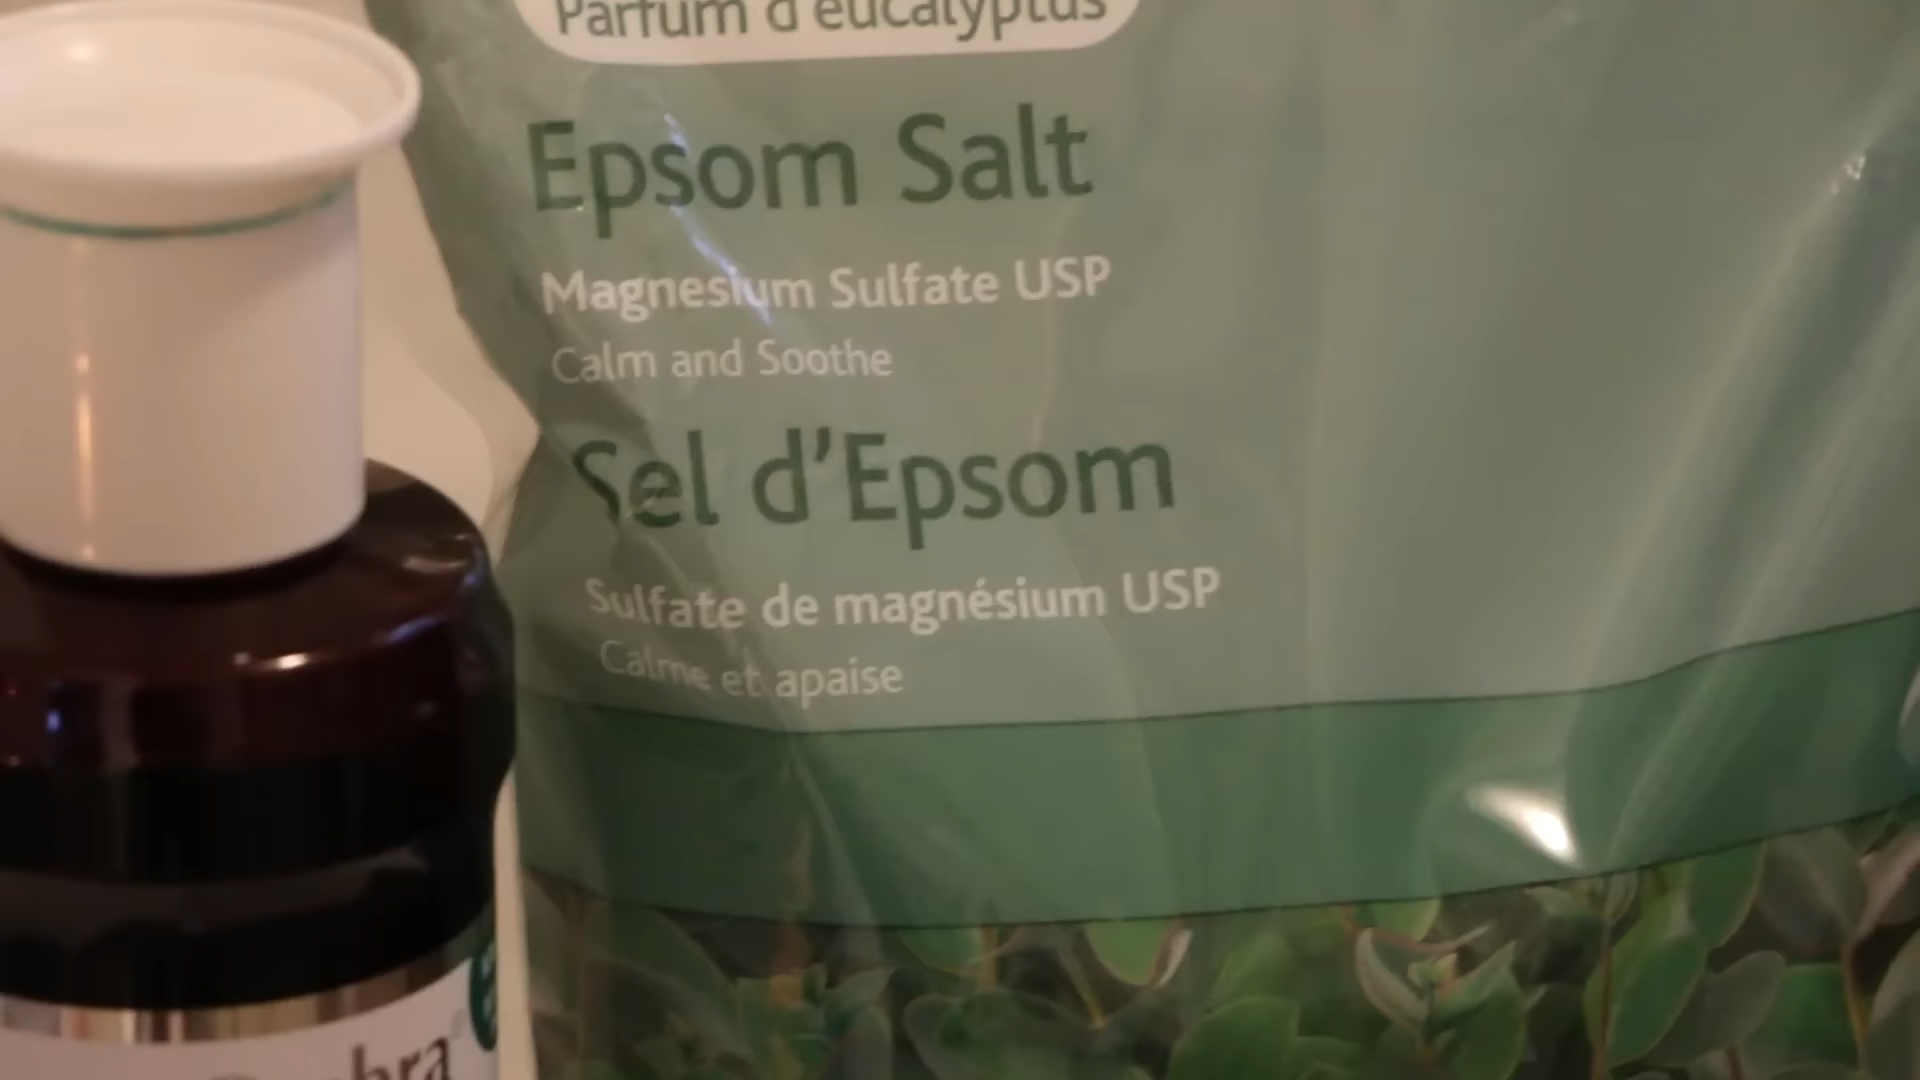 Parfum d'eucalyptus
Epsom Salt
Magnesium Sulfate USP
Calm and Soothe
Sel d'Epsom
Sulfate de magnésium USP
Calme et apaise